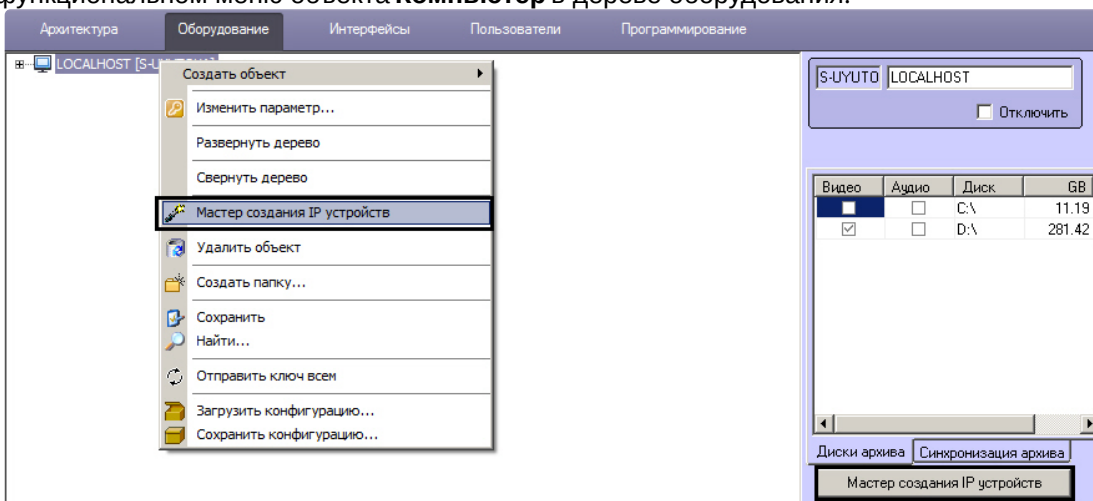 функциональном меню объекта Компьютер в дереве оборудования.
Архитектура Оборудование Интерфейсы Пользователи Программирование
LOCALHOST [S-U
Создать объект
Изменить параметр...
Развернуть дерево
Свернуть дерево
Мастер создания IP устройств
Удалить объект
Создать папку...
Сохранить
Найти...
Отправить ключ всем
Загрузить конфигурацию...
Сохранить конфигурацию...
S-UYUTO LOCALHOST
Отключить
Видео Аудио Диск GB
C:\ 11.19
D:\ 281.42
Диски архива Синхронизация архива
Мастер создания IP устройств